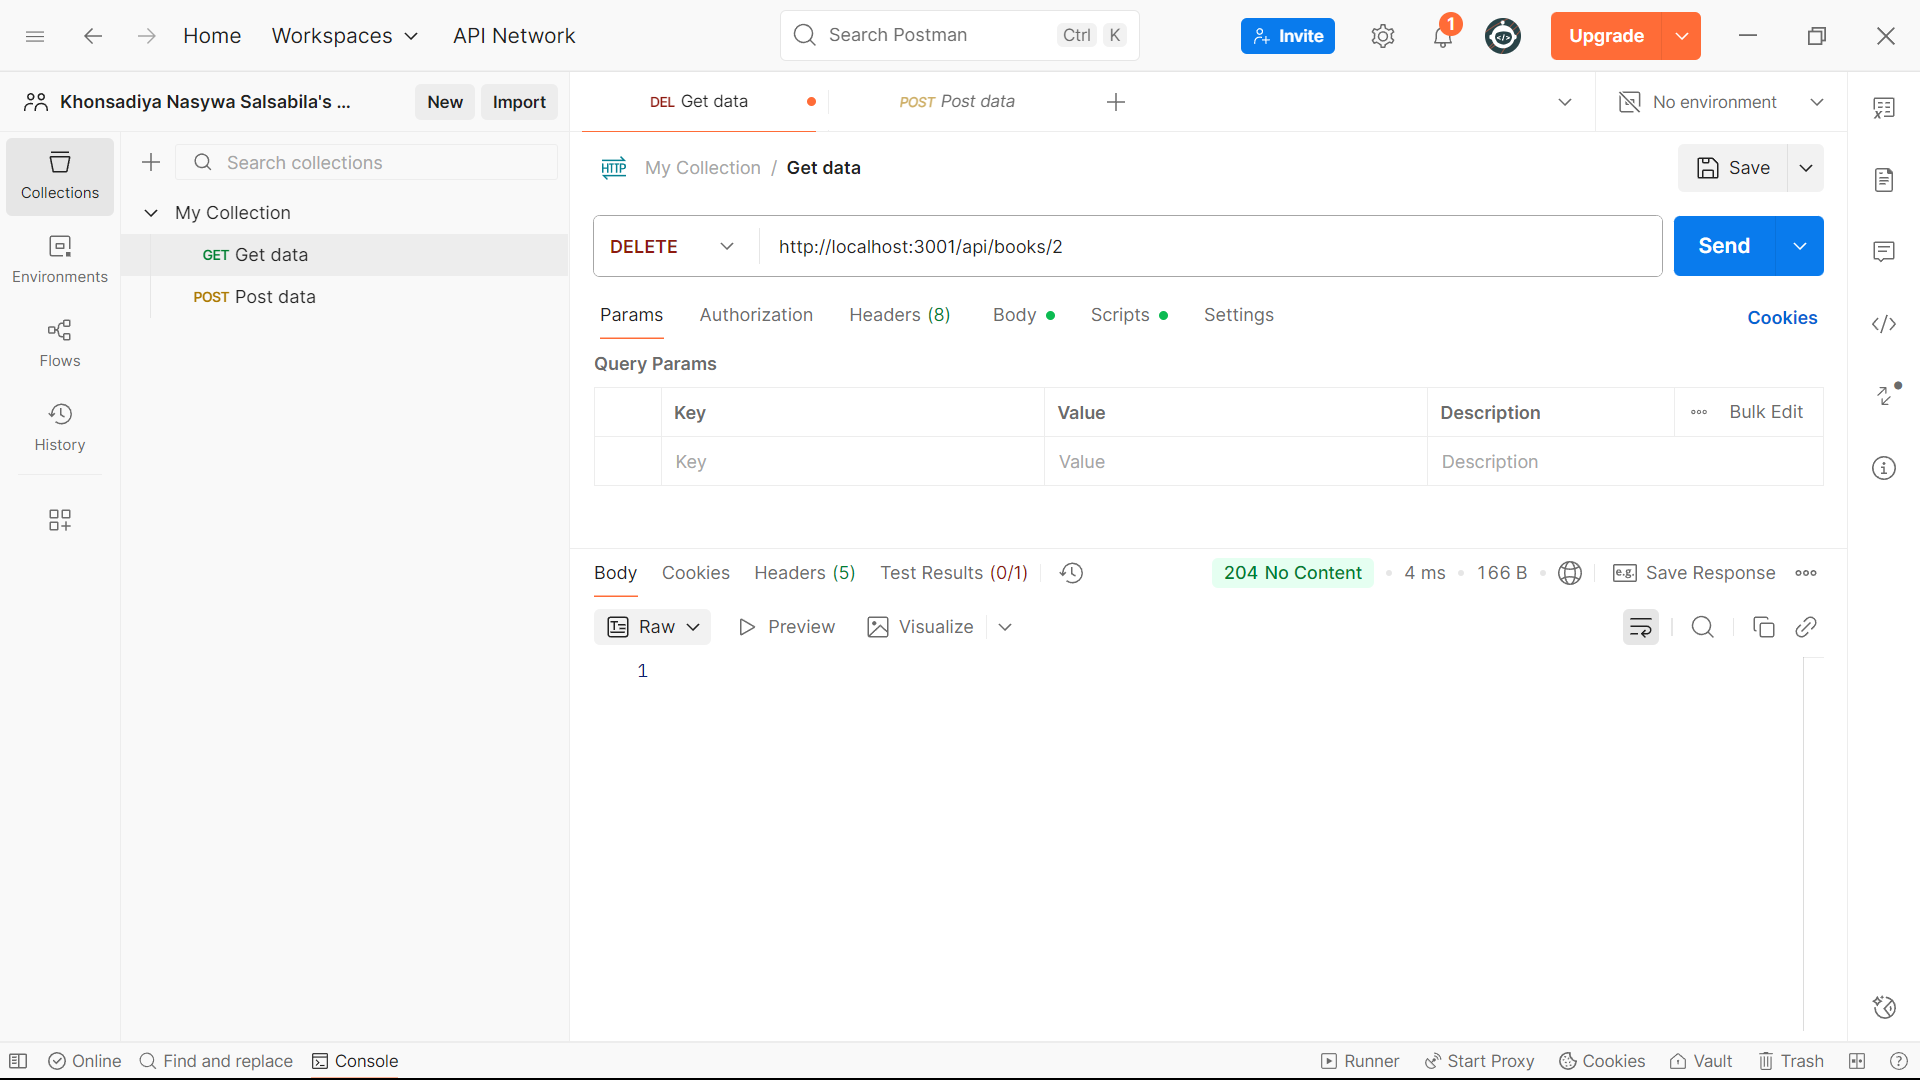 Home Workspaces API Network Search Postman Ctrl K Invite 1 Upgrade
Khonsadiya Nasywa Salsabila's ... New Import DEL Get data POST Post data No environment
Collections
Environments
Flows
History
Search collections
My Collection
GET Get data
POST Post data
HTTP My Collection / Get data Save
DELETE http://localhost:3001/api/books/2 Send
Params Authorization Headers (8) Body Scripts Settings Cookies
Query Params
Key Value Description Bulk Edit
Key Value Description
Body Cookies Headers (5) Test Results (0/1) 204 No Content 4 ms 166 B e.g. Save Response
Raw Preview Visualize
1
Online Find and replace Console Runner Start Proxy Cookies Vault Trash